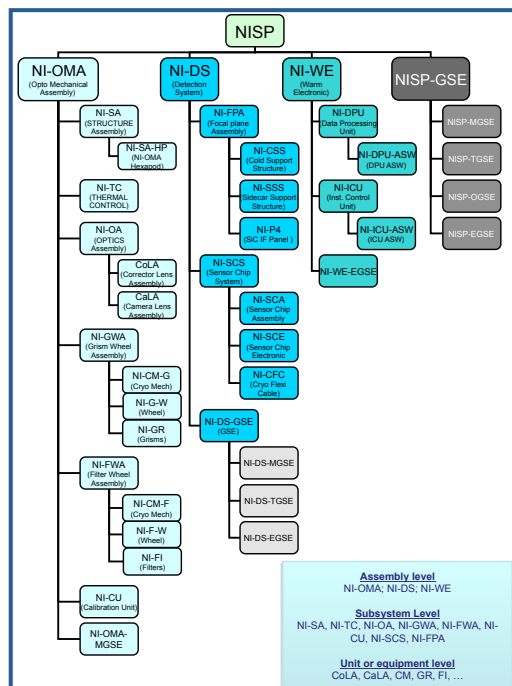 NISP
NI-OMA
(Opto Mechanical
Assembly)
NI-SA
(STRUCTURE Assembly)
NI-SA-HP
(NI-OMA
Hexapod)
NI-TC
(THERMAL
CONTROL)
NI-OA
(OPTICS
Assembly)
CoLA
(Corrector Lens
Assembly)
CaLA
(Camera Lens
Assembly)
NI-GWA
(Grism Wheel
Assembly)
NI-CM-G
(Cryo Mech)
NI-G-W
(Wheel)
NI-GR
(Grisms)
NI-FWA
(Filter Wheel
Assembly)
NI-CM-F
(Cryo Mech)
NI-F-W
(Wheel)
NI-FI
(Filters)
NI-CU
(Calibration Unit)
NI-OMA-
MGSE
NI-DS
(Detection
System)
NI-FPA
(Focal plane
Assembly)
NI-CSS
(Cold Support
Structure)
NI-SSS
(Sidecar Support
Structure)
NI-P4
(SiC IF Panel )
NI-SCS
(Sensor Chip
System)
NI-SCA
(Sensor Chip
Assembly
NI-SCE
(Sensor Chip
Electronic
NI-CFC
(Cryo Flexi
Cable)
NI-DS-GSE
(GSE)
NI-DS-MGSE
NI-DS-TGSE
NI-DS-EGSE
NI-WE
(Warm
Electronic)
NI-DPU
(Data Processing
Unit)
NI-DPU-ASW
(DPU ASW)
NI-ICU
(Inst. Control
Unit)
NI-ICU-ASW
(ICU ASW)
NI-WE-EGSE
NISP-GSE
NISP-MGSE
NISP-TGSE
NISP-OGSE
NISP-EGSE
Assembly level
NI-OMA; NI-DS; NI-WE
Subsystem Level
NI-SA, NI-TC, NI-OA, NI-GWA, NI-FWA, NI-
CU, NI-SCS, NI-FPA
Unit or equipment level
CoLA, CaLA, CM, GR, FI, ...